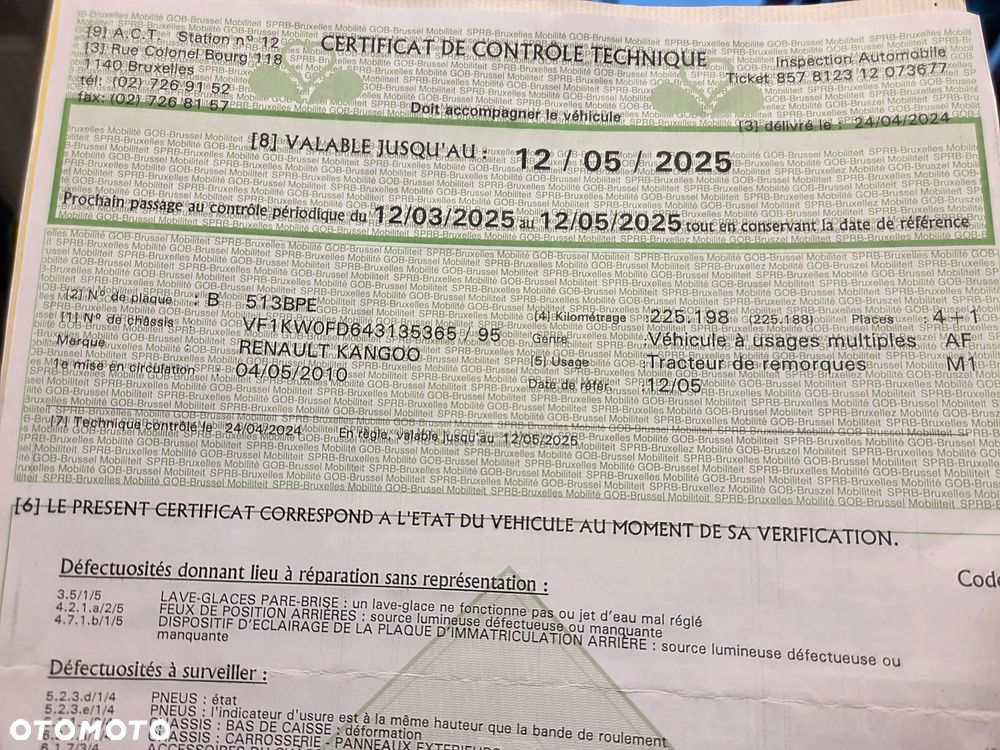 [9] A.C.T. Station n° 12
[3] Rue Colonel Bourg 118
1140 Bruxelles
tél: (02) 726 91 52
fax: (02) 726 81 57
CERTIFICAT DE CONTRÔLE TECHNIQUE
Inspection Automobile
Ticket 857 8123 12 073677
Doit accompagner le véhicule
[3] délivré le : 24/04/2024
[8] VALABLE JUSQU'AU : 12 / 05 / 2025
Prochain passage au contrôle périodique du 12/03/2025 au 12/05/2025 tout en conservant la date de référence
[2] N° de plaque : B 513BPE
[1] N° de châssis VF1KW0FD643135365 / 95
Marque : RENAULT KANGOO
1e mise en circulation : 04/05/2010
(4) Kilométrage 225.198 (225.188) Places 4+1
Genre Véhicule à usages multiples AF
[5] Usage Tracteur de remorques M1
Date de référ. 12/05
[7] Technique contrôlé le 24/04/2024 En règle, valable jusqu'au 12/05/2025
[6] LE PRESENT CERTIFICAT CORRESPOND A L'ETAT DU VEHICULE AU MOMENT DE SA VERIFICATION.
Défectuosités donnant lieu à réparation sans représentation :
Code
3.5/1/5 LAVE-GLACES PARE-BRISE : un lave-glace ne fonctionne pas ou jet d'eau mal réglé
4.2.1.a/2/5 FEUX DE POSITION ARRIÈRES : source lumineuse défectueuse ou manquante
4.7.1.b/1/5 DISPOSITIF D'ECLAIRAGE DE LA PLAQUE D'IMMATRICULATION ARRIÈRE : source lumineuse défectueuse ou
manquante
Défectuosités à surveiller :
5.2.3.d/1/4 PNEUS : état
5.2.3.e/1/4 PNEUS : l'indicateur d'usure est à la même hauteur que la bande de roulement
CHASSIS : BAS DE CAISSE : déformation
CHASSIS : CARROSSERIE - PANNEAUX EXTERIEURS
OTOMOTO